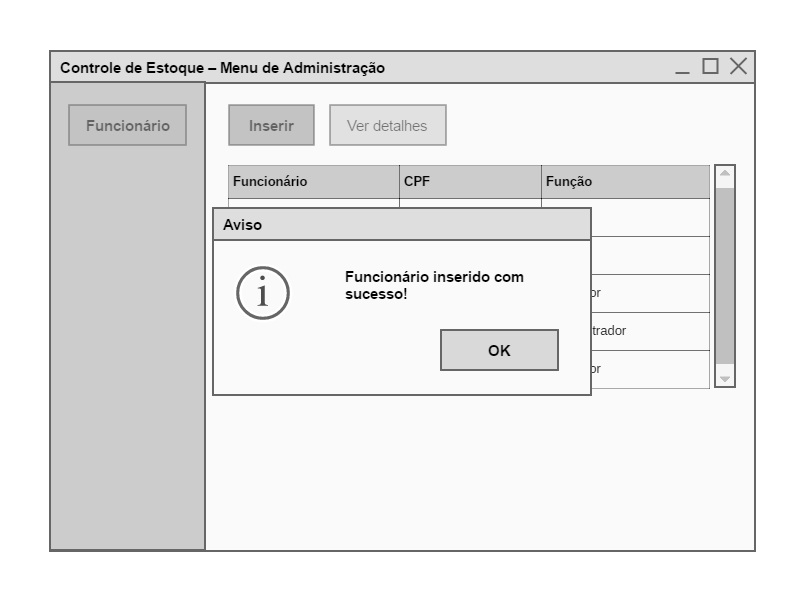 Controle de Estoque – Menu de Administração
Funcionário
Inserir
Ver detalhes
Funcionário CPF Função
Aviso
i
Funcionário inserido com
sucesso!
OK
or
trador
or